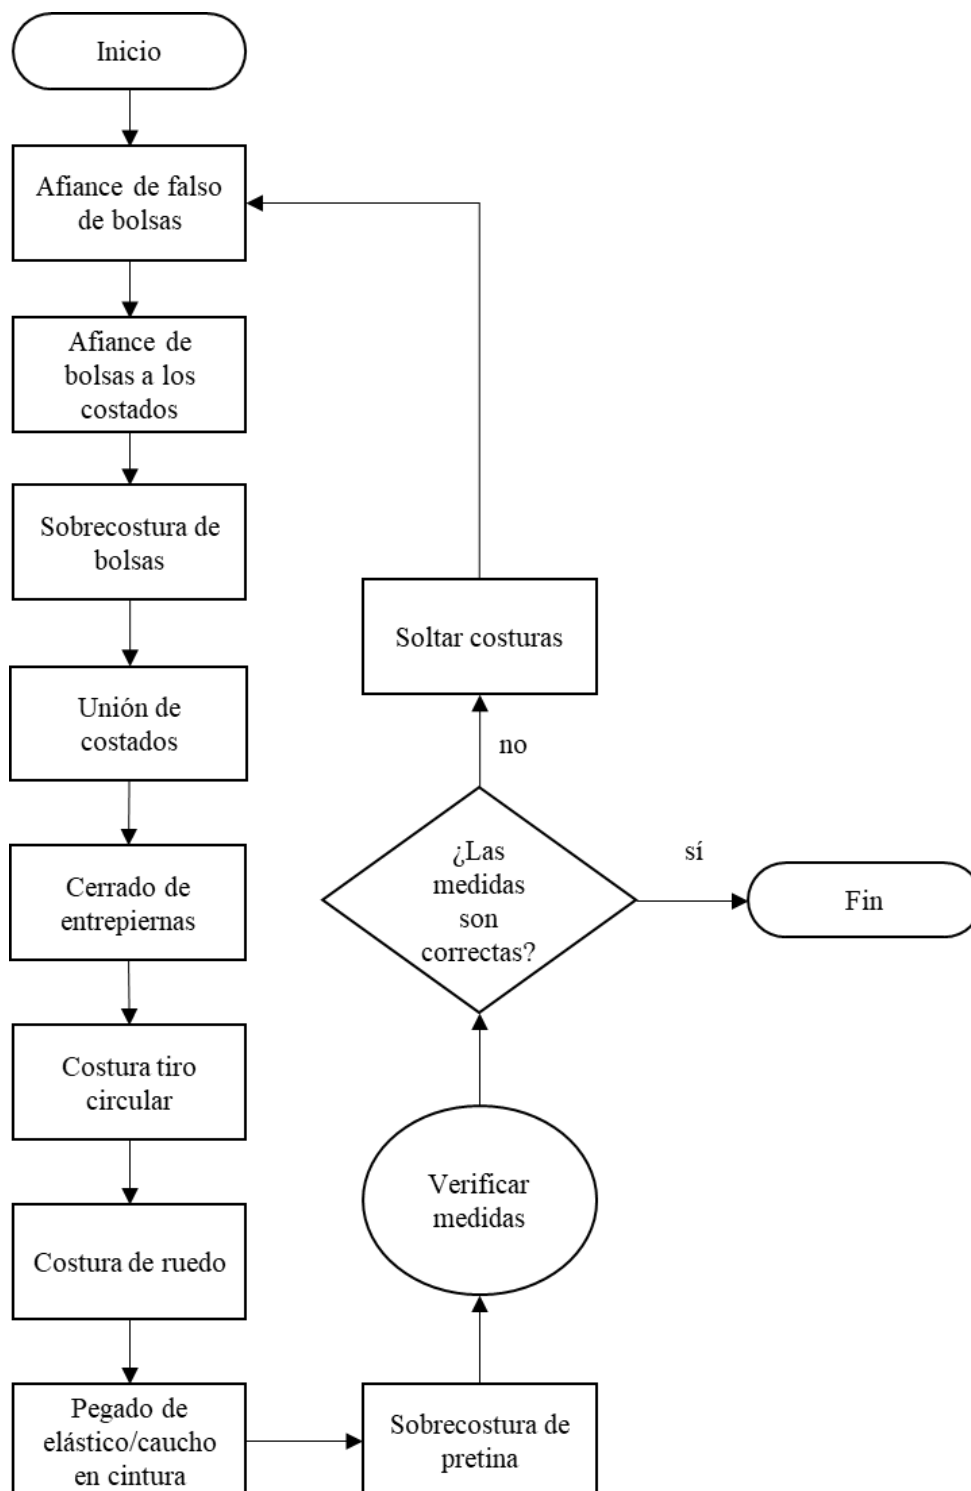 Inicio
Afiance de falso
de bolsas
Afiance de
bolsas a los
costados
Sobrecostura de
bolsas
Unión de
costados
Cerrado de
entrepiernas
Costura tiro
circular
Costura de ruedo
Pegado de
elástico/caucho
en cintura
Sobrecostura de
pretina
Verificar
medidas
¿Las
medidas
son
correctas?
no
Soltar costuras
sí
Fin